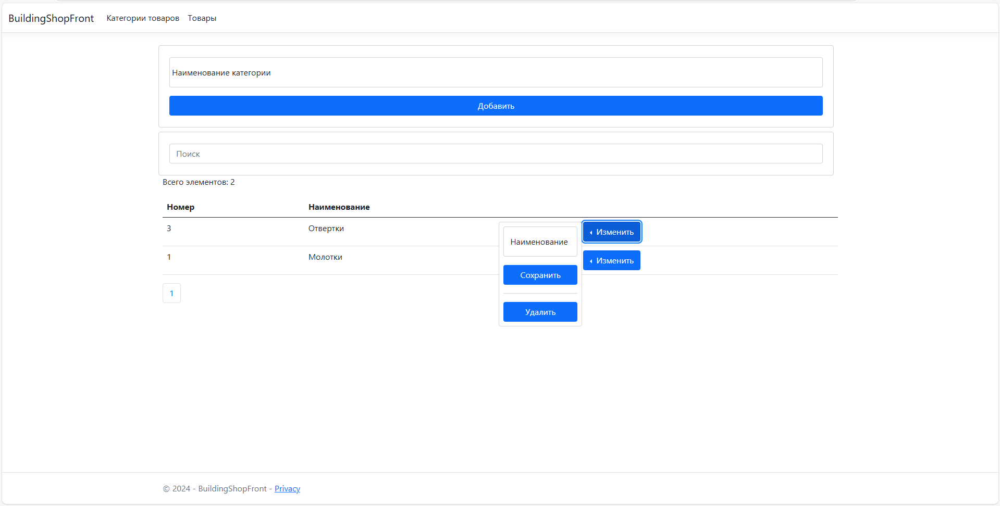 BuildingShopFront Категории товаров Товары
Наименование категории
Добавить
Поиск
Всего элементов: 2
Номер Наименование
3 Отвертки Изменить
Наименование
1 Молотки Изменить
Сохранить
1
Удалить
© 2024 - BuildingShopFront - Privacy